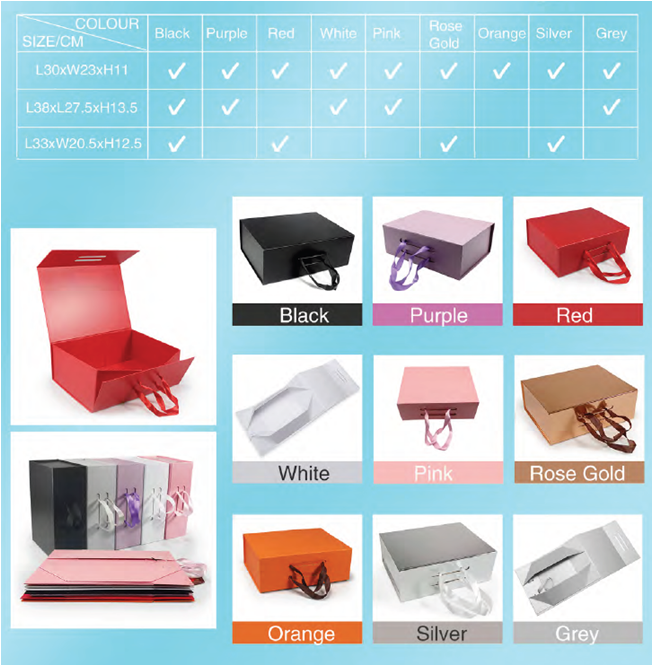 COLOUR
SIZE/CM
Black Purple Red White Pink Rose Gold Orange Silver Grey
L30xW23xH11 ✓ ✓ ✓ ✓ ✓ ✓ ✓ ✓ ✓
L38xL27.5xH13.5 ✓ ✓ ✓ ✓ ✓
L33xW20.5xH12.5 ✓ ✓ ✓ ✓
Black Purple Red
White Pink Rose Gold
Orange Silver Grey